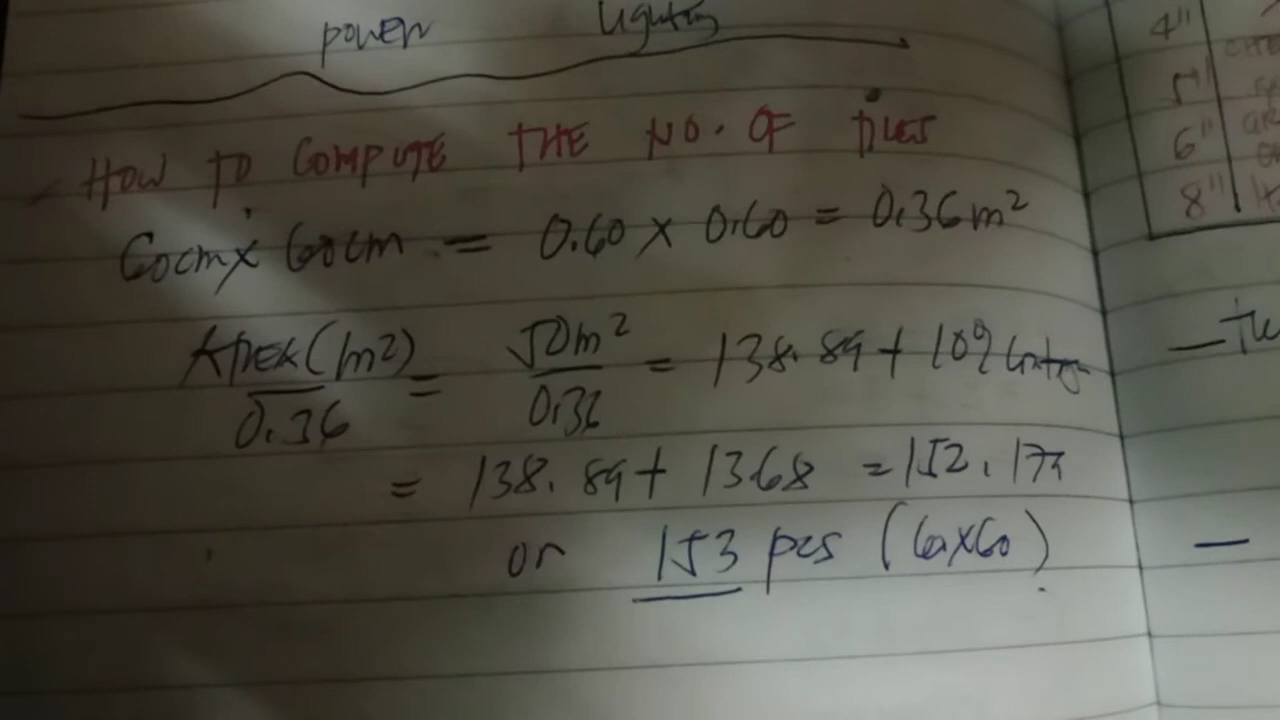 power lighting
HOW TO COMPUTE THE NO. OF TILES
60cm x 60cm = 0.60 x 0.60 = 0.36m²
Area (m²) / 0.36 = 50m² / 0.36 = 138.89 + 10%
= 138.89 + 13.68 = 152.17
or 153 pcs (60x60)
4"
5"
6"
8"